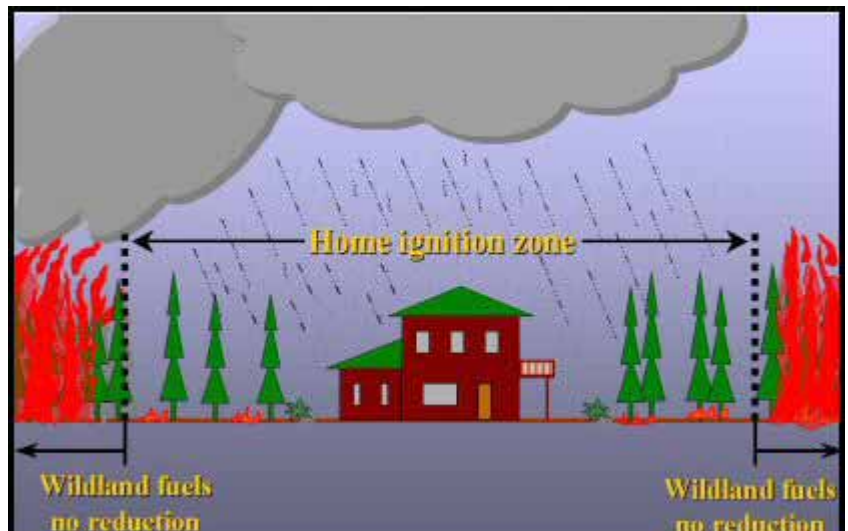 Home ignition zone
Wildland fuels
no reduction
Wildland fuels
no reduction